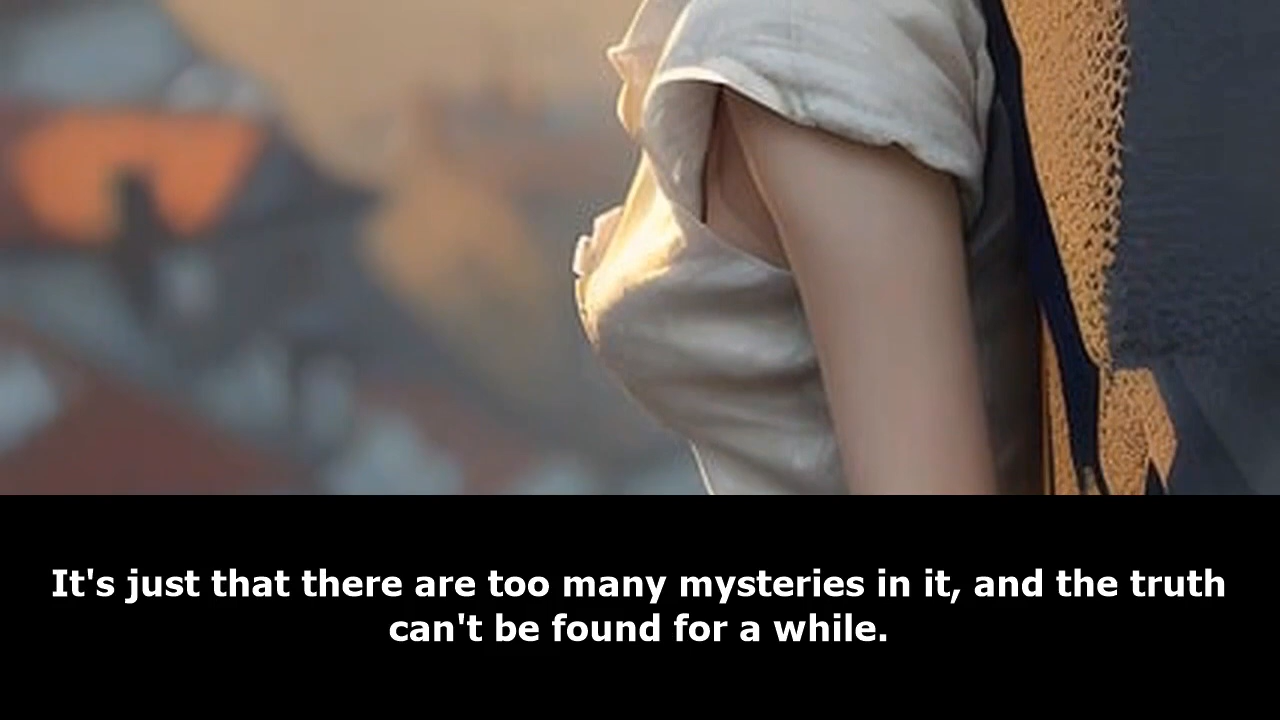 It's just that there are too many mysteries in it, and the truth
can't be found for a while.